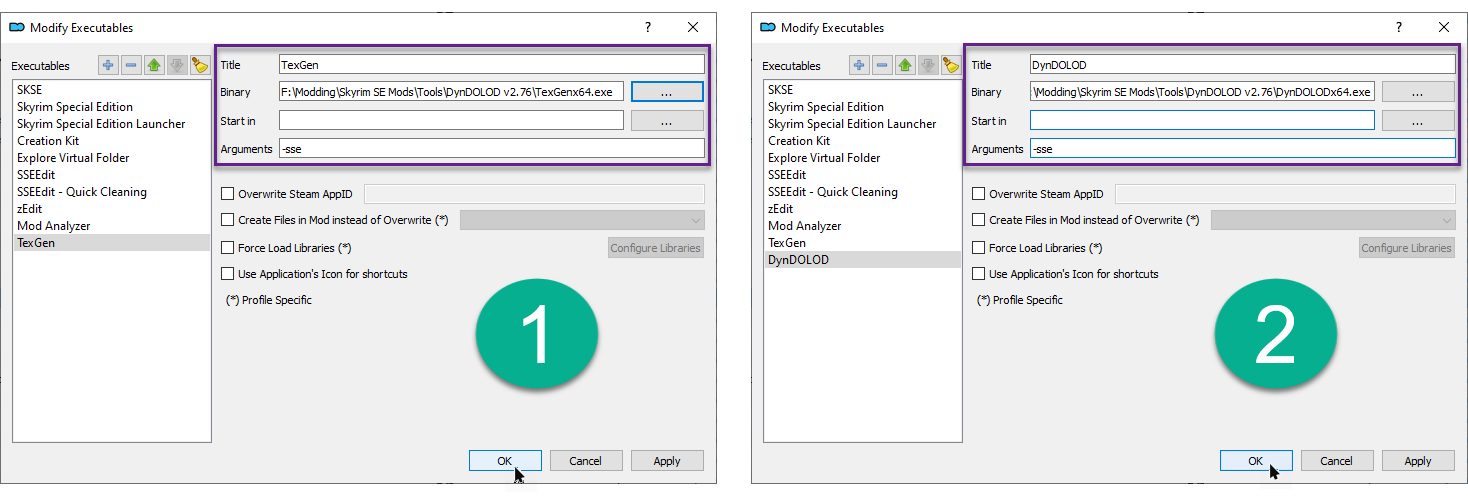 Modify Executables
?
Executables
SKSE
Skyrim Special Edition
Skyrim Special Edition Launcher
Creation Kit
Explore Virtual Folder
SSEEdit
SSEEdit - Quick Cleaning
zEdit
Mod Analyzer
TexGen
Title TexGen
Binary F:\Modding\Skyrim SE Mods\Tools\DynDOLOD v2.76\TexGenx64.exe ...
Start in ...
Arguments -sse
Overwrite Steam AppID
Create Files in Mod instead of Overwrite (*)
Force Load Libraries (*) Configure Libraries
Use Application's Icon for shortcuts
(*) Profile Specific
1
OK Cancel Apply
Modify Executables
?
Executables
SKSE
Skyrim Special Edition
Skyrim Special Edition Launcher
Creation Kit
Explore Virtual Folder
SSEEdit
SSEEdit - Quick Cleaning
zEdit
Mod Analyzer
TexGen
DynDOLOD
Title DynDOLOD
Binary \Modding\Skyrim SE Mods\Tools\DynDOLOD v2.76\DynDOLODx64.exe ...
Start in ...
Arguments -sse
Overwrite Steam AppID
Create Files in Mod instead of Overwrite (*)
Force Load Libraries (*) Configure Libraries
Use Application's Icon for shortcuts
(*) Profile Specific
2
OK Cancel Apply